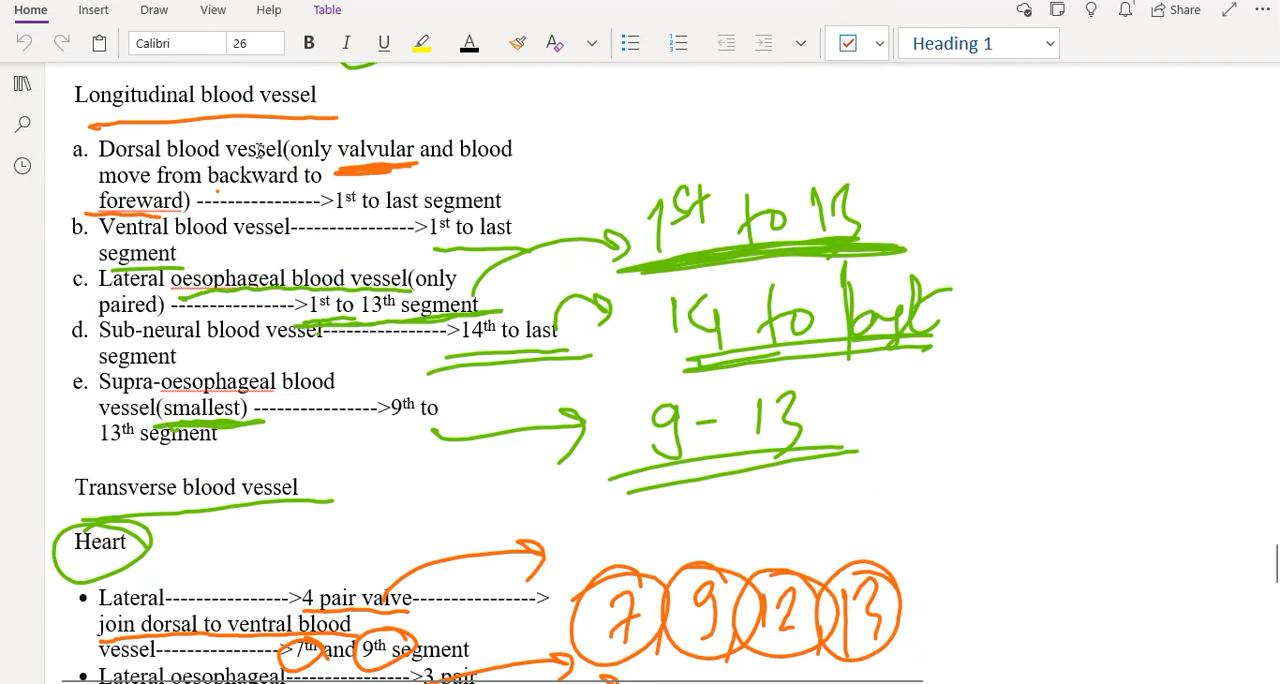 Home Insert Draw View Help Table
Share
Calibri 26 B I U A A Heading 1
Longitudinal blood vessel
a. Dorsal blood vessel(only valvular and blood
move from backward to
foreward) ---------------->1st to last segment
b. Ventral blood vessel---------------->1st to last
segment
c. Lateral oesophageal blood vessel(only
paired) ---------------->1st to 13th segment
d. Sub-neural blood vessel---------------->14th to last
segment
e. Supra-oesophageal blood
vessel(smallest) ---------------->9th to
13th segment
1st to 13
14 to last
9 - 13
Transverse blood vessel
Heart
• Lateral---------------->4 pair valve---------------->
join dorsal to ventral blood
vessel---------------->7th and 9th segment
• Lateral oesophageal---------------->3 pair
7 9 12 13